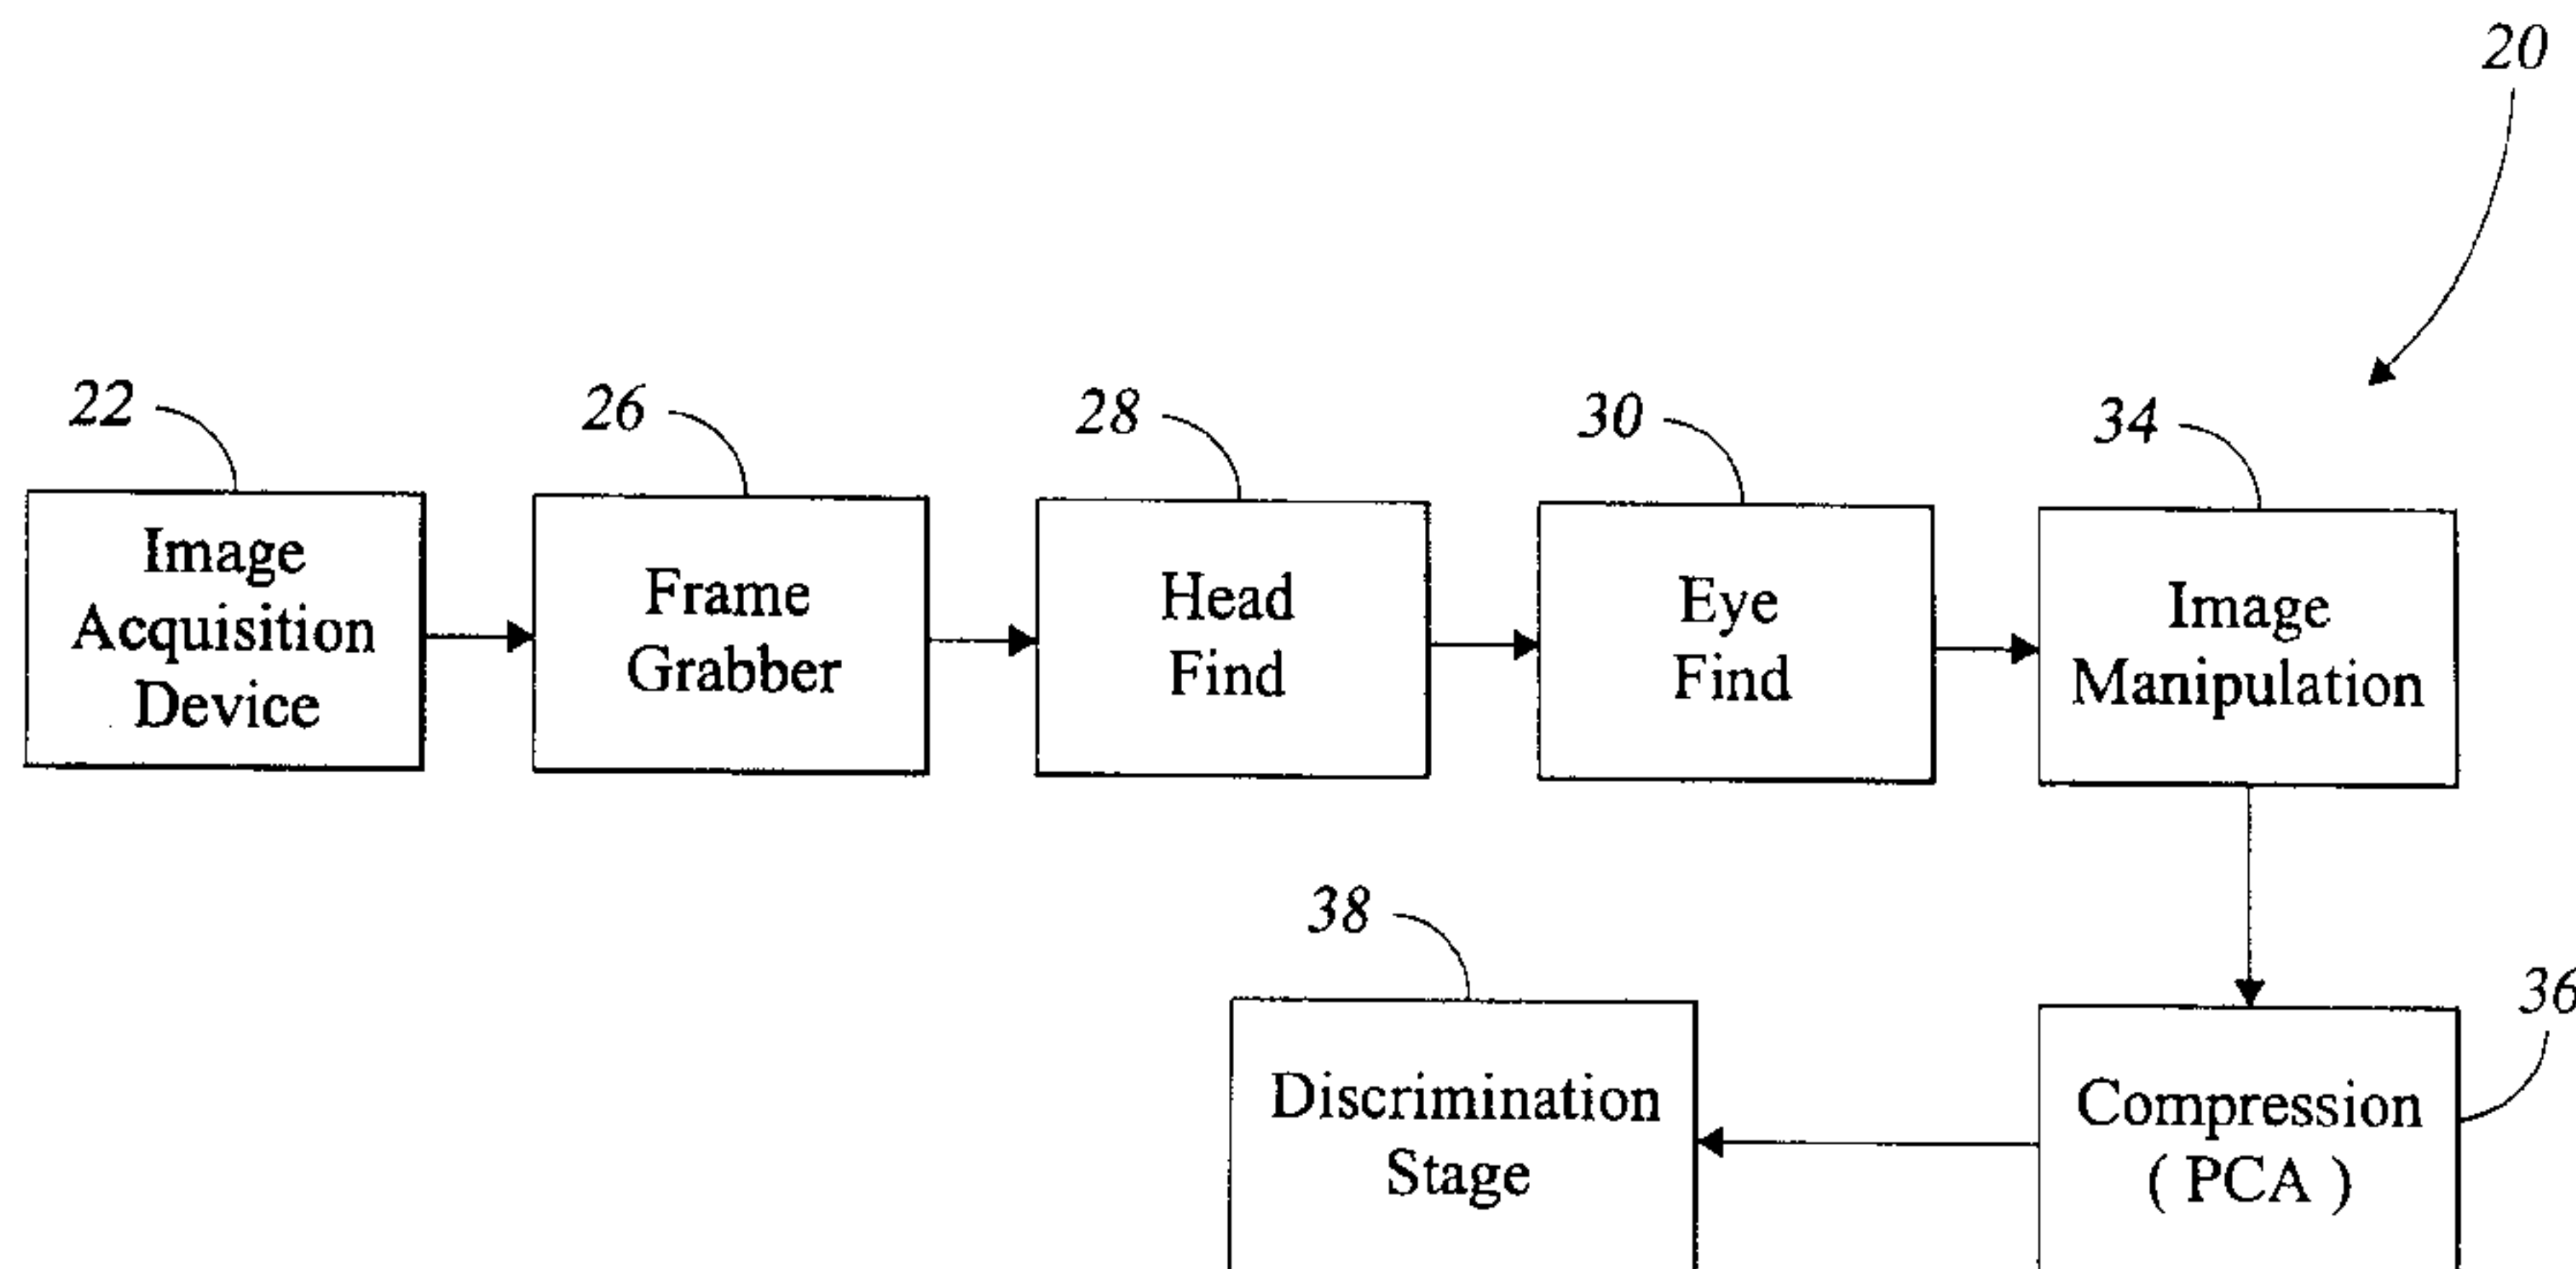 20
22
26
28
30
34
Image
Acquisition
Device
Frame
Grabber
Head
Find
Eye
Find
Image
Manipulation
38
36
Discrimination
Stage
Compression
( PCA )